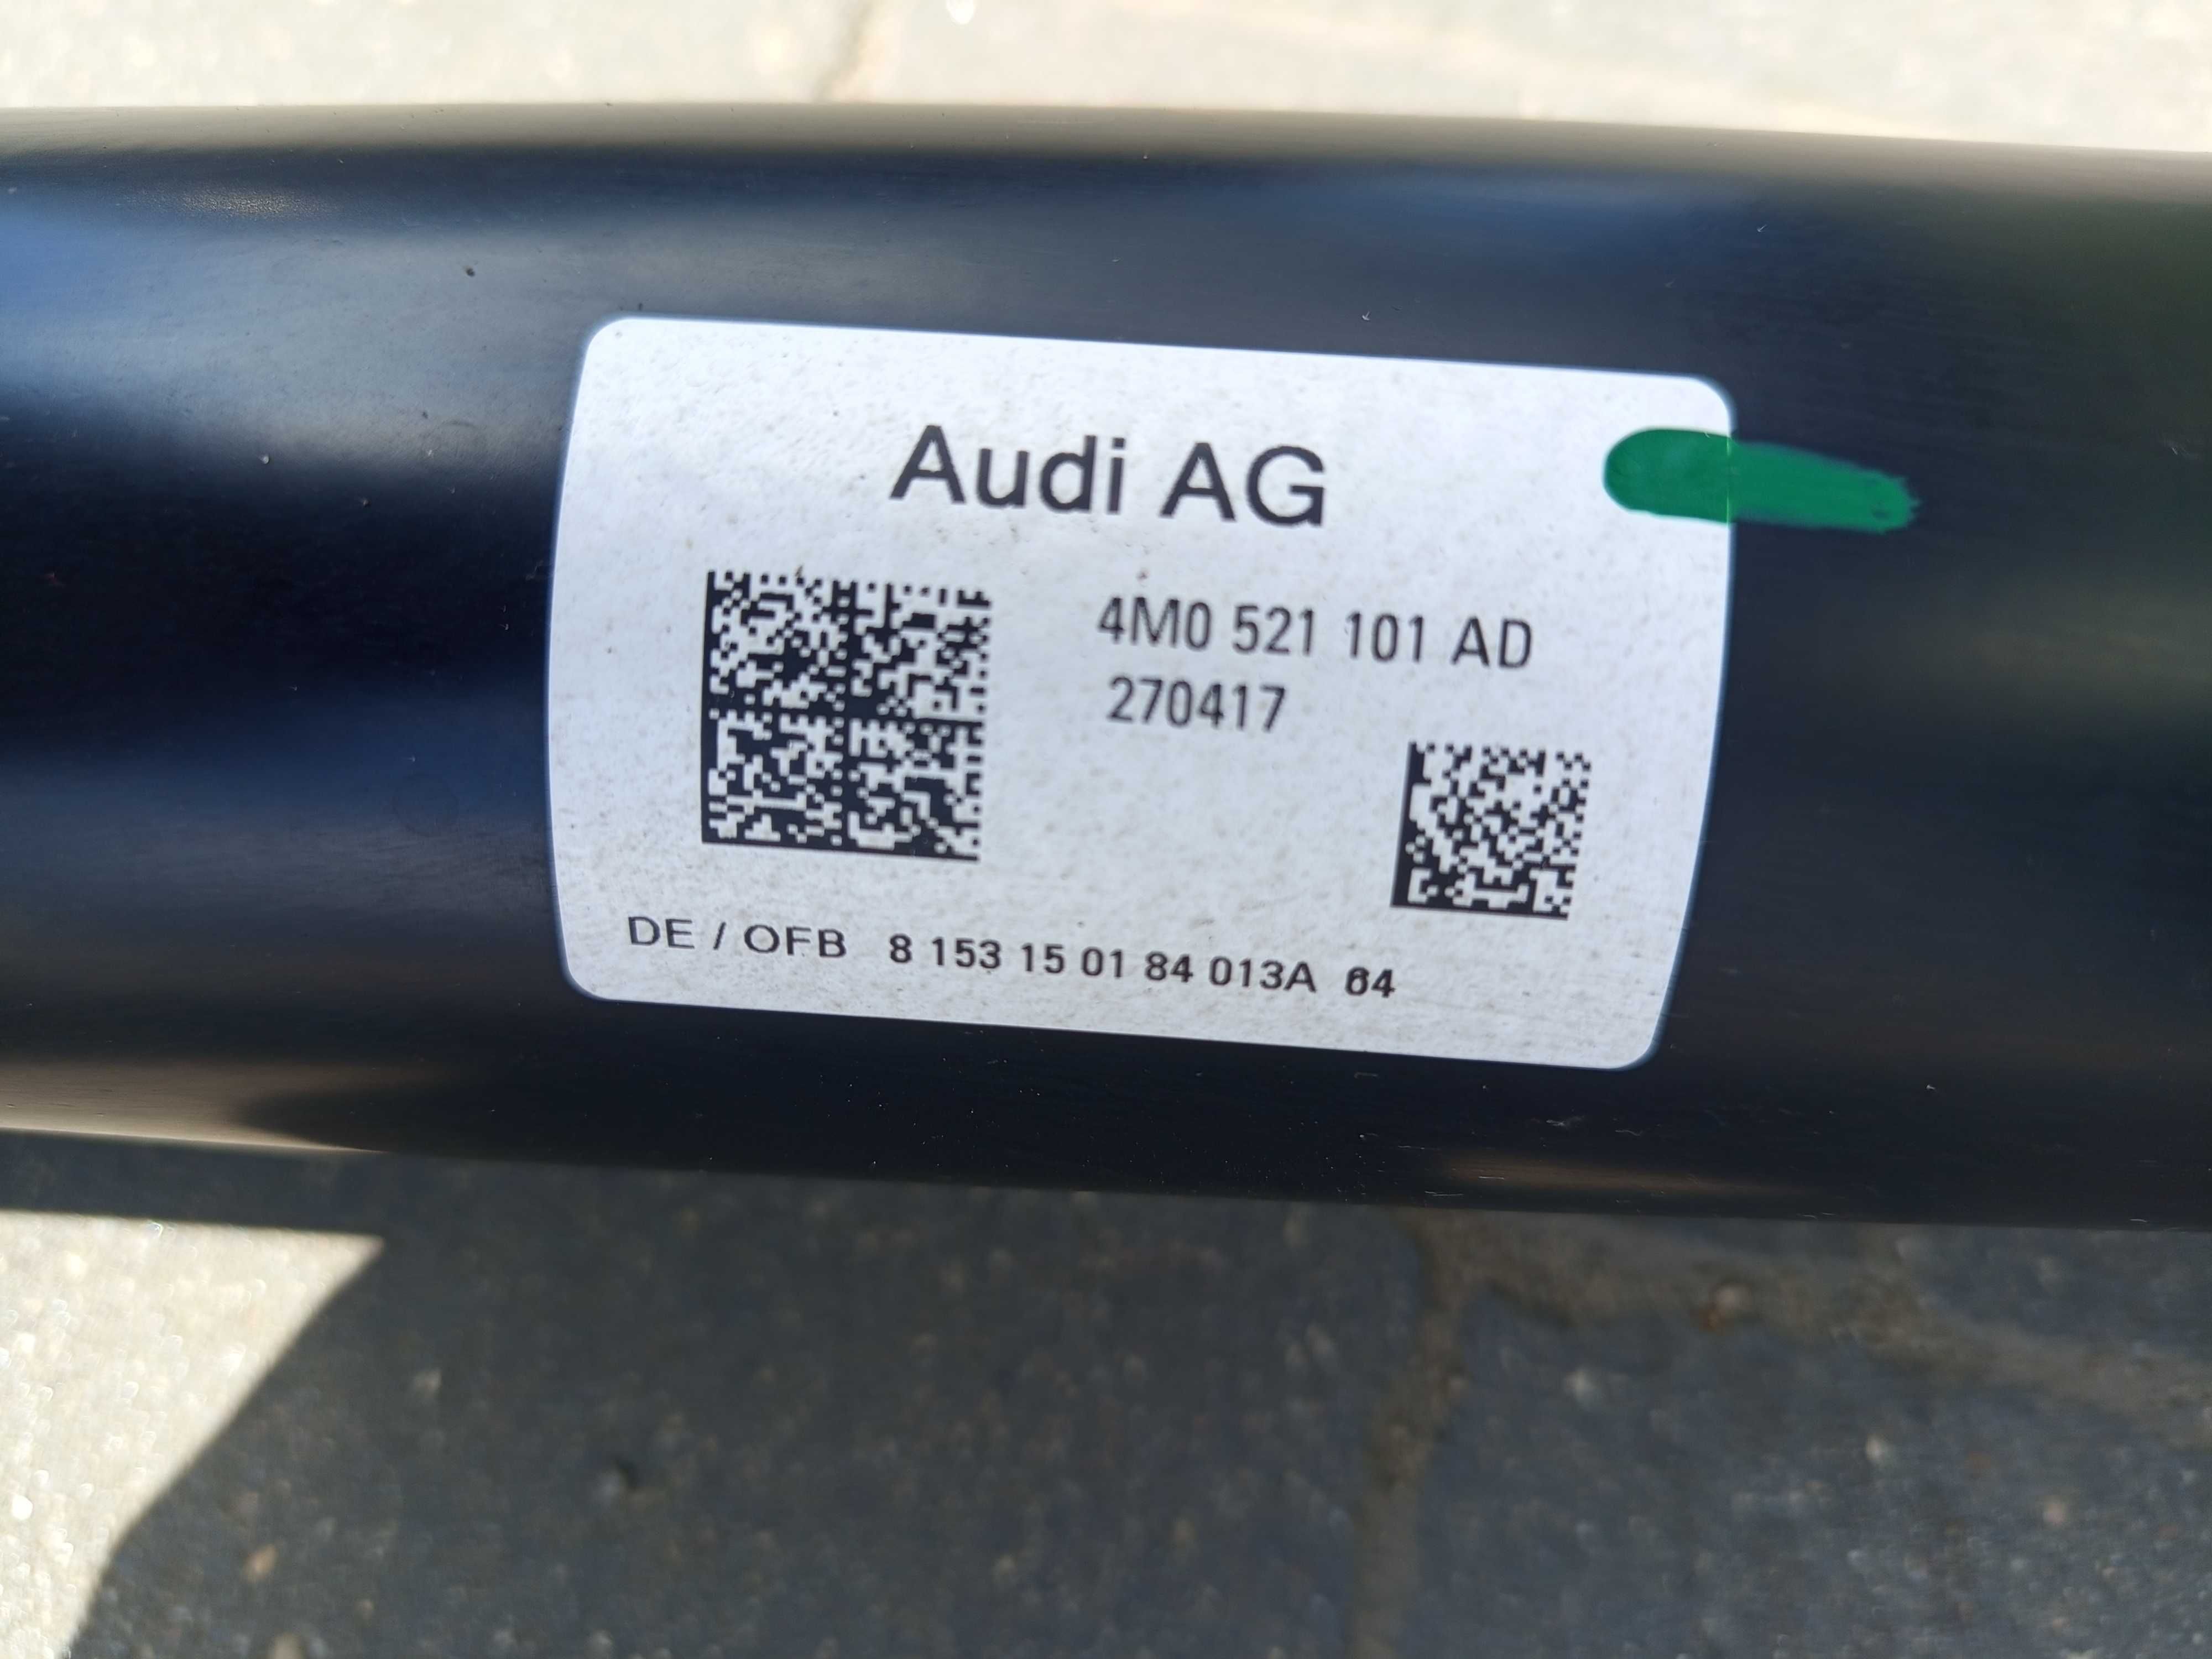 Audi AG
4M0 521 101 AD
270417
DE / OFB 8 153 15 01 84 013A 64